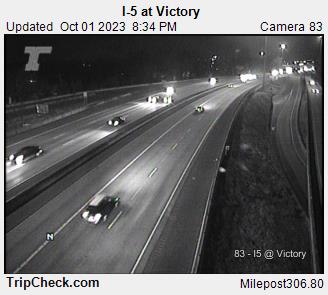 I-5 at Victory
Updated Oct 01 2023 8:34 PM Camera 83
T
N
83 - I5 @ Victory
TripCheck.com Milepost306.80